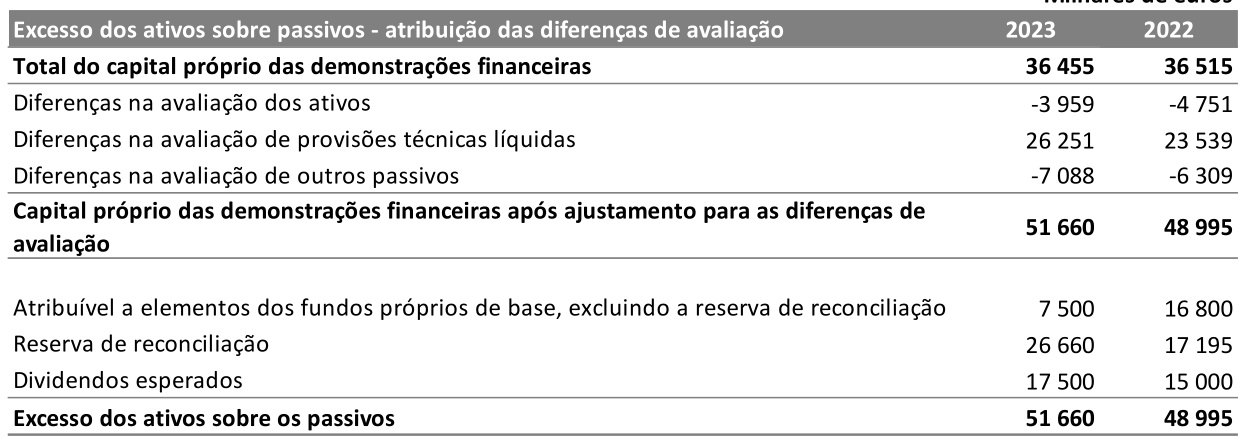 Milhares de euros
Excesso dos ativos sobre passivos - atribuição das diferenças de avaliação 2023 2022
Total do capital próprio das demonstrações financeiras 36 455 36 515
Diferenças na avaliação dos ativos -3 959 -4 751
Diferenças na avaliação de provisões técnicas líquidas 26 251 23 539
Diferenças na avaliação de outros passivos -7 088 -6 309
Capital próprio das demonstrações financeiras após ajustamento para as diferenças de
avaliação 51 660 48 995
Atribuível a elementos dos fundos próprios de base, excluindo a reserva de reconciliação 7 500 16 800
Reserva de reconciliação 26 660 17 195
Dividendos esperados 17 500 15 000
Excesso dos ativos sobre os passivos 51 660 48 995